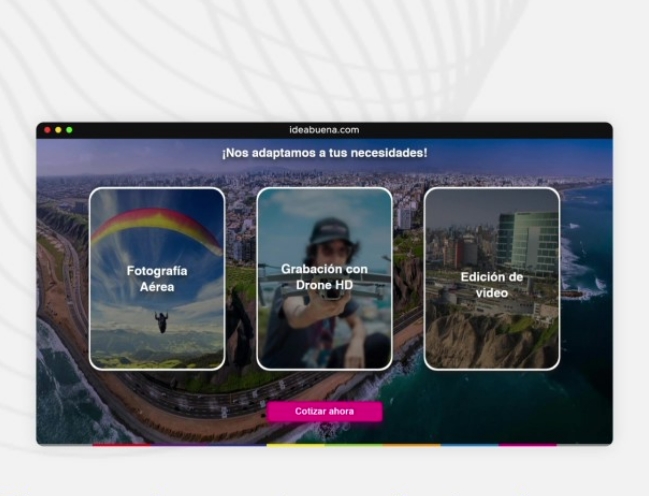 ideabuena.com
¡Nos adaptamos a tus necesidades!
Fotografía
Aérea
Grabación con
Drone HD
Edición de
video
Cotizar ahora